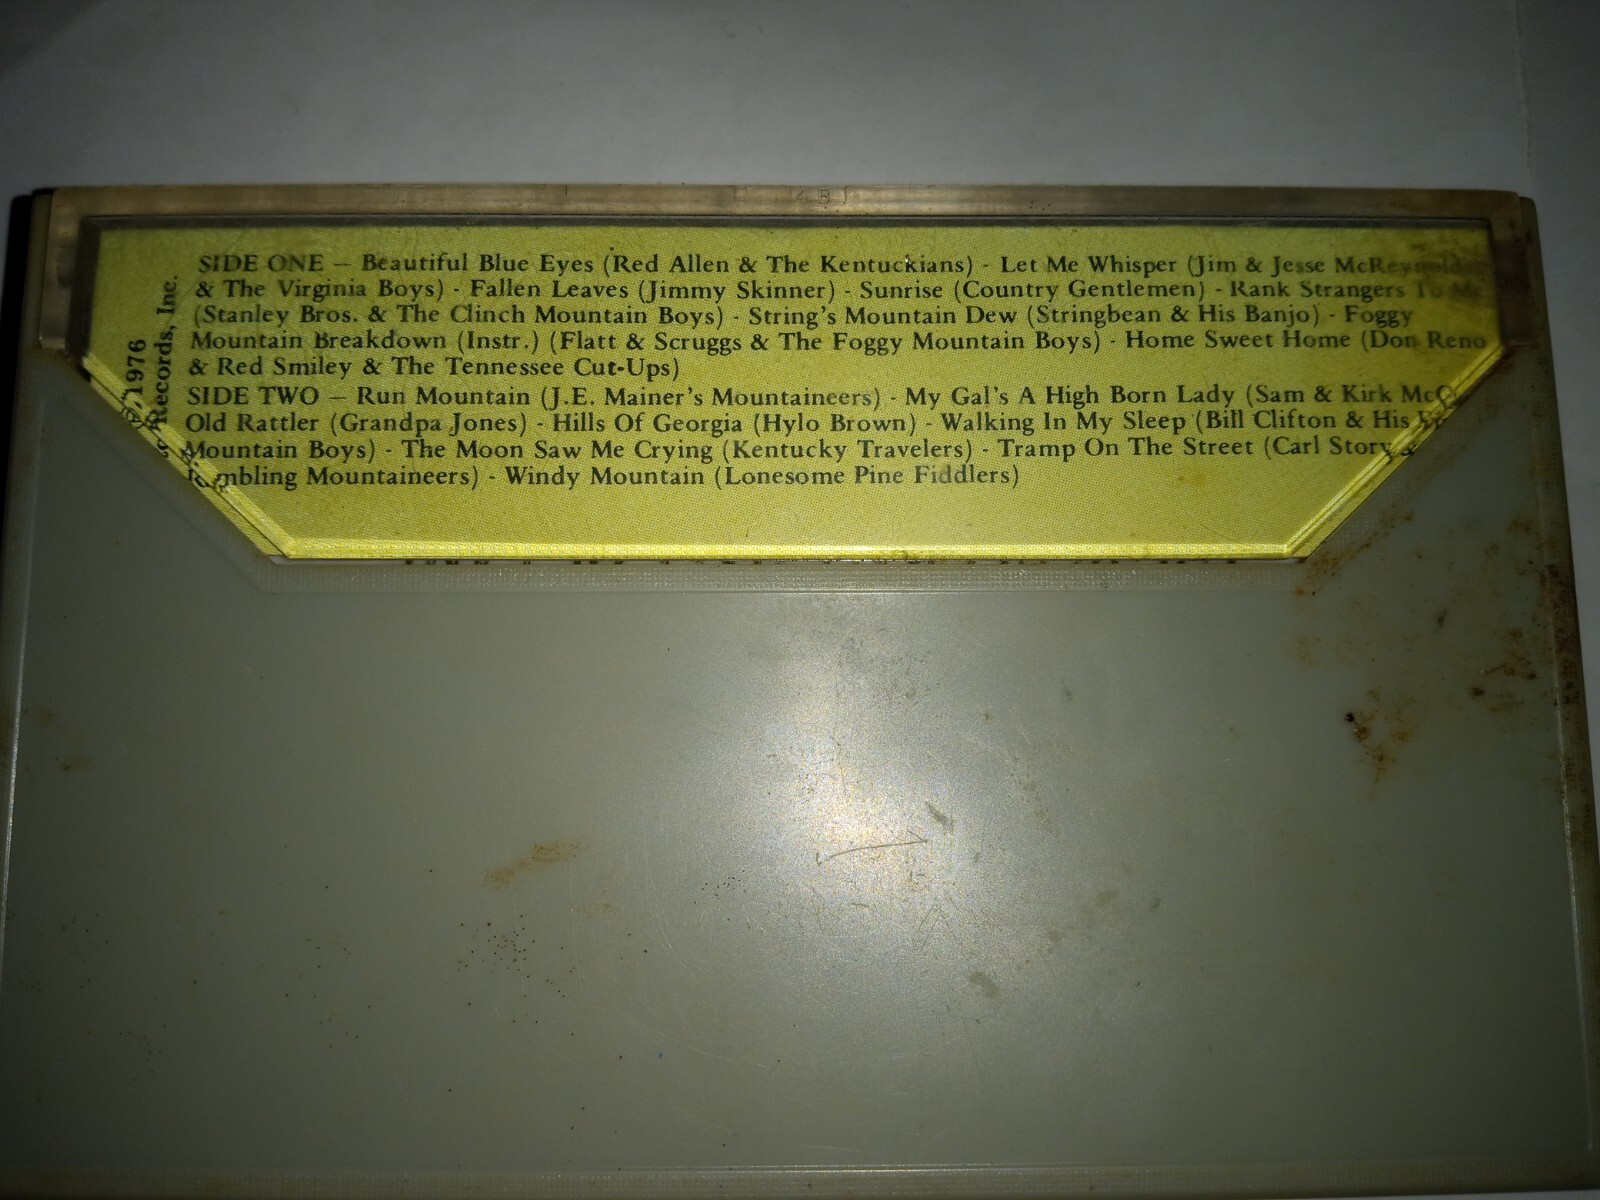 SIDE ONE — Beautiful Blue Eyes (Red Allen & The Kentuckians) - Let Me Whisper (Jim & Jesse McReynolds
& The Virginia Boys) - Fallen Leaves (Jimmy Skinner) - Sunrise (Country Gentlemen) - Rank Strangers To Me
(Stanley Bros. & The Clinch Mountain Boys) - String's Mountain Dew (Stringbean & His Banjo) - Foggy
Mountain Breakdown (Instr.) (Flatt & Scruggs & The Foggy Mountain Boys) - Home Sweet Home (Don Reno
& Red Smiley & The Tennessee Cut-Ups)
SIDE TWO — Run Mountain (J.E. Mainer's Mountaineers) - My Gal's A High Born Lady (Sam & Kirk
Old Rattler (Grandpa Jones) - Hills Of Georgia (Hylo Brown) - Walking In My Sleep (Bill Clifton & His
Mountain Boys) - The Moon Saw Me Crying (Kentucky Travelers) - Tramp On The Street (Carl Story &
Mountaineers) - Windy Mountain (Lonesome Pine Fiddlers)
℗/1976
Records, Inc.